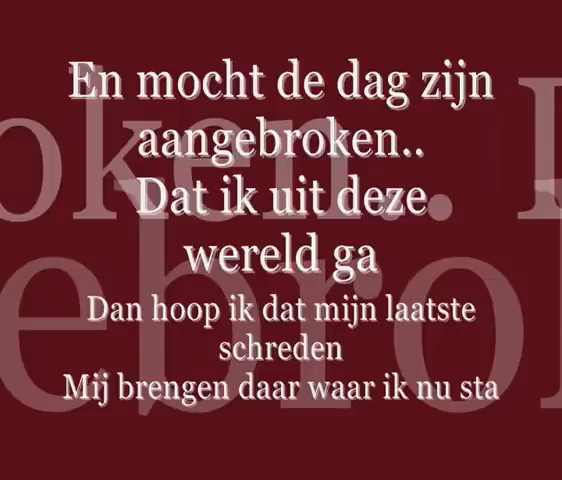 En mocht de dag zijn
aangebroken..
Dat ik uit deze
wereld ga
Dan hoop ik dat mijn laatste
schreden
Mij brengen daar waar ik nu sta